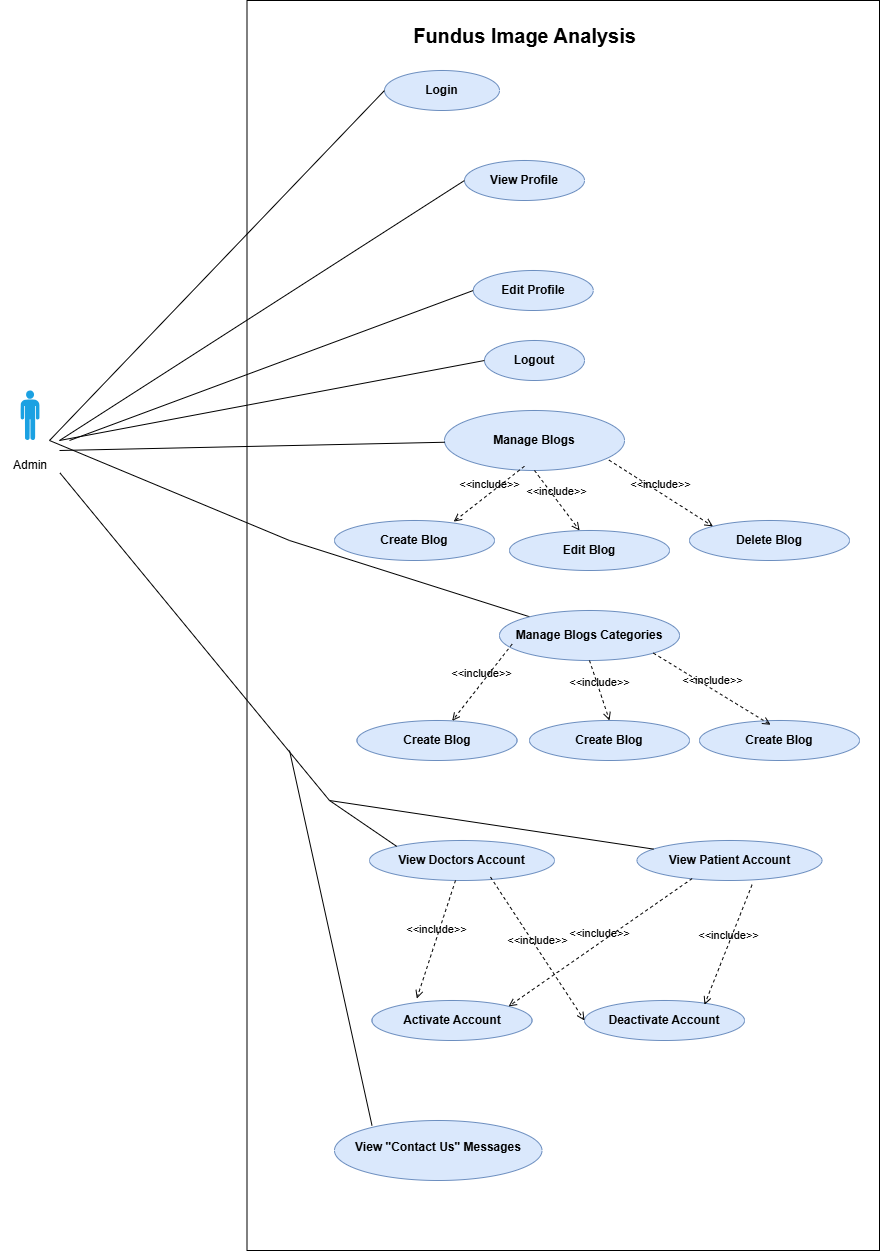 Fundus Image Analysis
Login
View Profile
Edit Profile
Logout
Admin
Manage Blogs
<<include>>
<<include>>
<<include>>
Create Blog
Edit Blog
Delete Blog
Manage Blogs Categories
<<include>>
<<include>>
<<include>>
Create Blog
Create Blog
Create Blog
View Doctors Account
View Patient Account
<<include>>
<<include>>
<<include>>
<<include>>
Activate Account
Deactivate Account
View "Contact Us" Messages